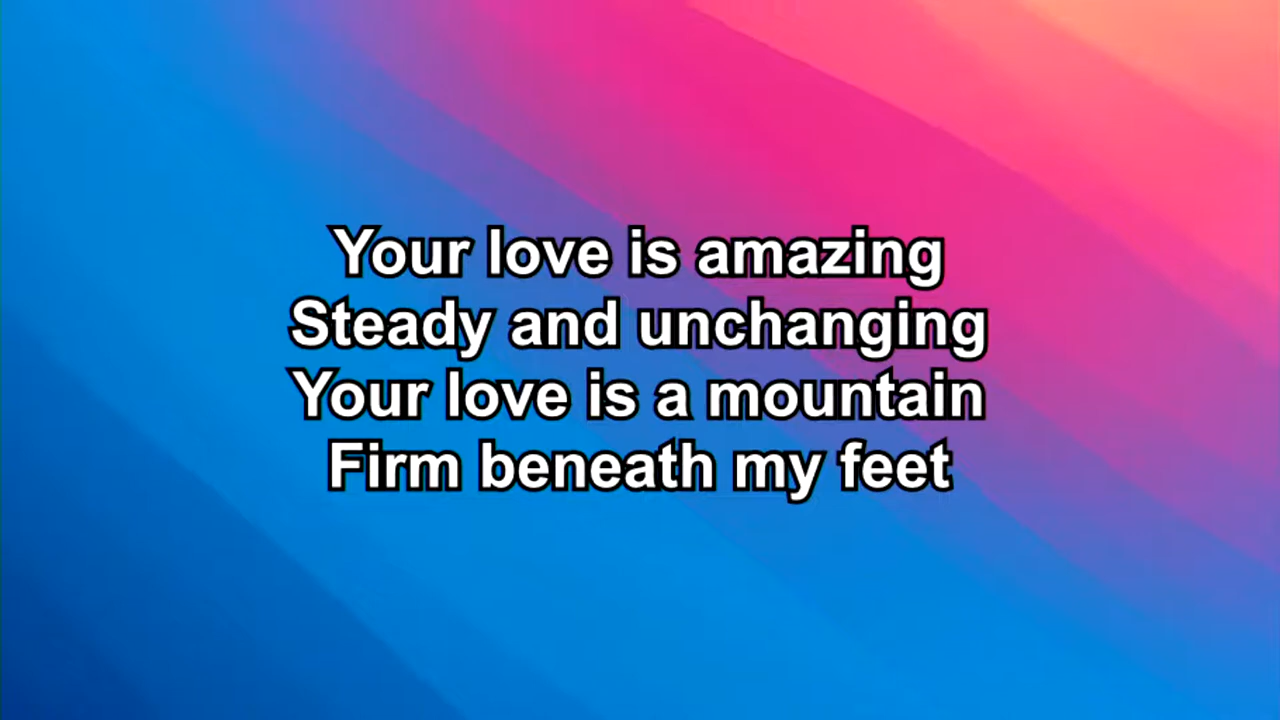 Your love is amazing
Steady and unchanging
Your love is a mountain
Firm beneath my feet